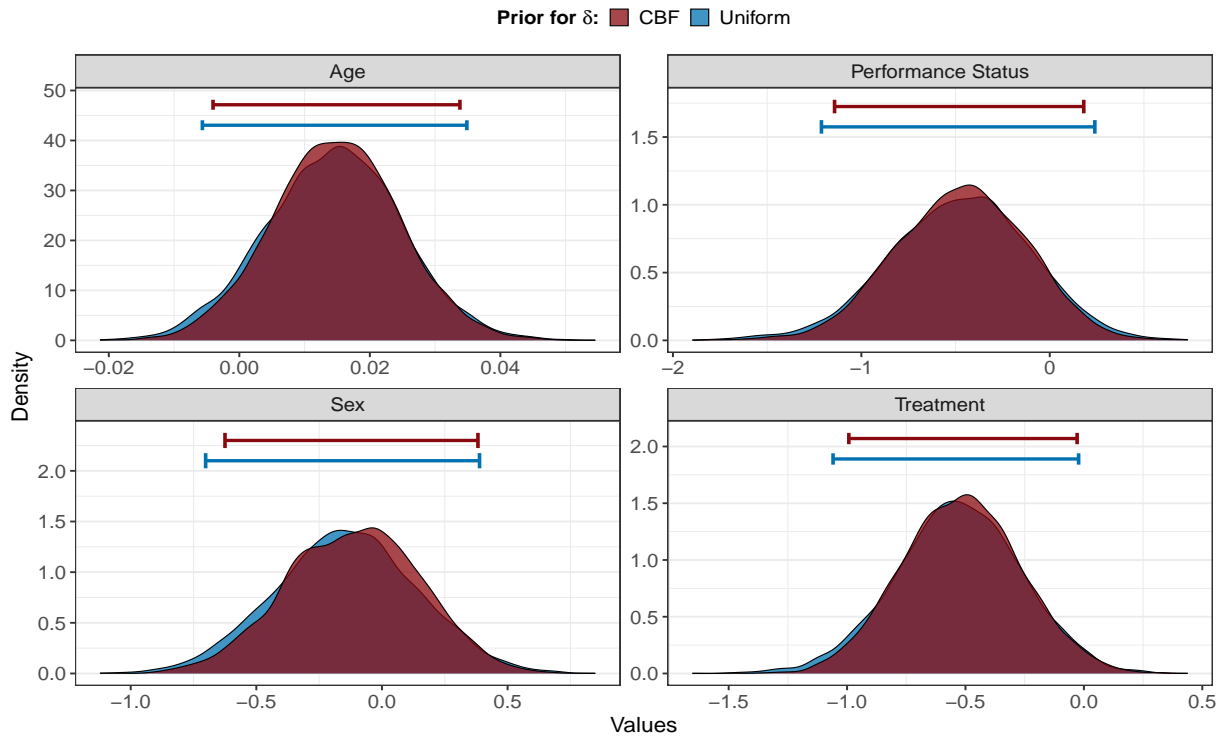 Prior for δ: CBF Uniform
Age
Performance Status
50
40
30
20
10
0
−0.02 0.00 0.02 0.04
1.5
1.0
0.5
0.0
−2 −1 0
Density
Sex
Treatment
2.0
1.5
1.0
0.5
0.0
−1.0 −0.5 0.0 0.5
2.0
1.5
1.0
0.5
0.0
−1.5 −1.0 −0.5 0.0 0.5
Values